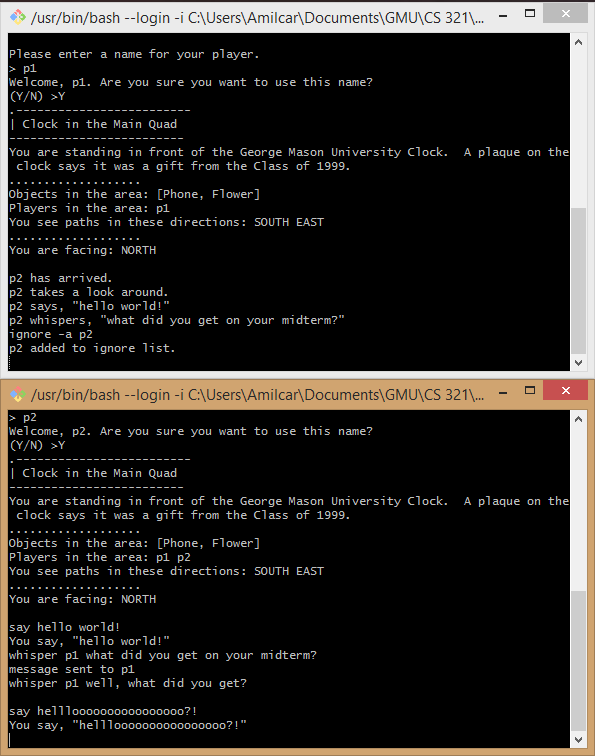 /usr/bin/bash --login -i C:\Users\Amilcar\Documents\GMU\CS 321\...
Please enter a name for your player.
> p1
Welcome, p1. Are you sure you want to use this name?
(Y/N) >Y
.-------------------------
| Clock in the Main Quad
-------------------------
You are standing in front of the George Mason University Clock.  A plaque on the
 clock says it was a gift from the Class of 1999.
...................
Objects in the area: [Phone, Flower]
Players in the area: p1
You see paths in these directions: SOUTH EAST
...................
You are facing: NORTH
p2 has arrived.
p2 takes a look around.
p2 says, "hello world!"
p2 whispers, "what did you get on your midterm?"
ignore -a p2
p2 added to ignore list.
/usr/bin/bash --login -i C:\Users\Amilcar\Documents\GMU\CS 321\...
> p2
Welcome, p2. Are you sure you want to use this name?
(Y/N) >Y
.-------------------------
| Clock in the Main Quad
-------------------------
You are standing in front of the George Mason University Clock.  A plaque on the
 clock says it was a gift from the Class of 1999.
...................
Objects in the area: [Phone, Flower]
Players in the area: p1 p2
You see paths in these directions: SOUTH EAST
...................
You are facing: NORTH
say hello world!
You say, "hello world!"
whisper p1 what did you get on your midterm?
message sent to p1
whisper p1 well, what did you get?
say helllooooooooooooooooo?!
You say, "helllooooooooooooooooo?!"